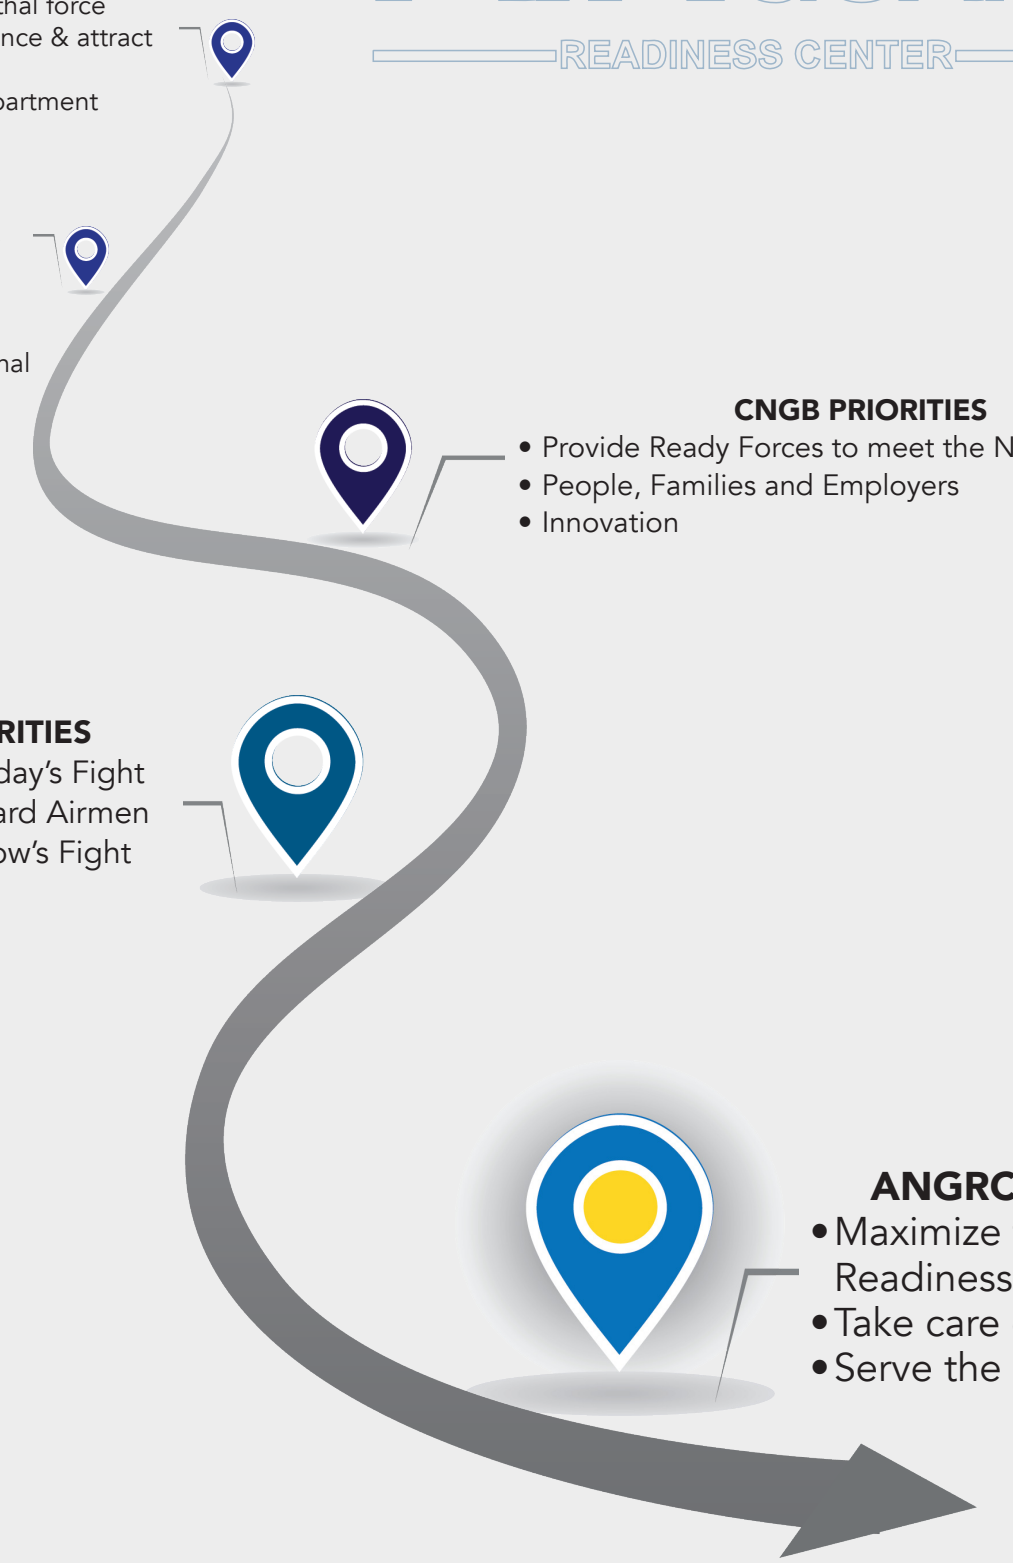 thal force
nce & attract
READINESS CENTER
partment
nal
CNGB PRIORITIES
• Provide Ready Forces to meet the N
• People, Families and Employers
• Innovation
RITIES
day's Fight
ard Airmen
ow's Fight
ANGRC
• Maximize
Readiness
• Take care
• Serve the